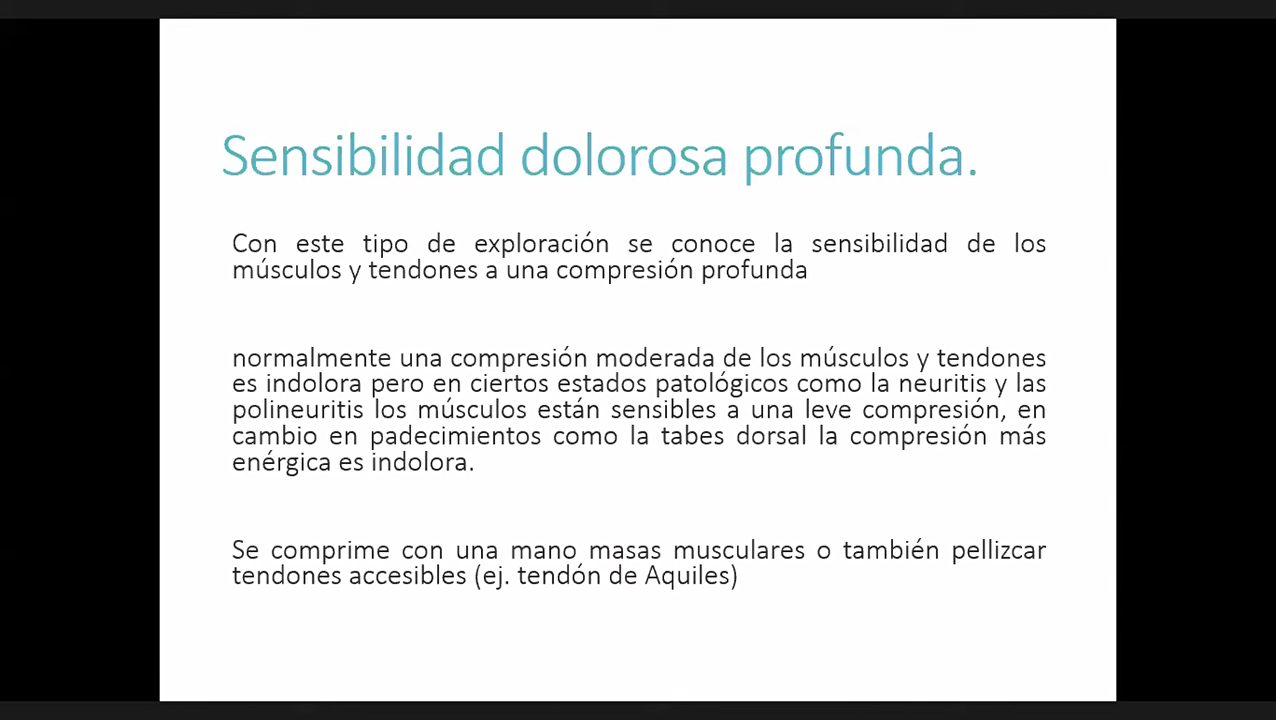 Sensibilidad dolorosa profunda.
Con este tipo de exploración se conoce la sensibilidad de los
músculos y tendones a una compresión profunda
normalmente una compresión moderada de los músculos y tendones
es indolora pero en ciertos estados patológicos como la neuritis y las
polineuritis los músculos están sensibles a una leve compresión, en
cambio en padecimientos como la tabes dorsal la compresión más
enérgica es indolora.
Se comprime con una mano masas musculares o también pellizcar
tendones accesibles (ej. tendón de Aquiles)